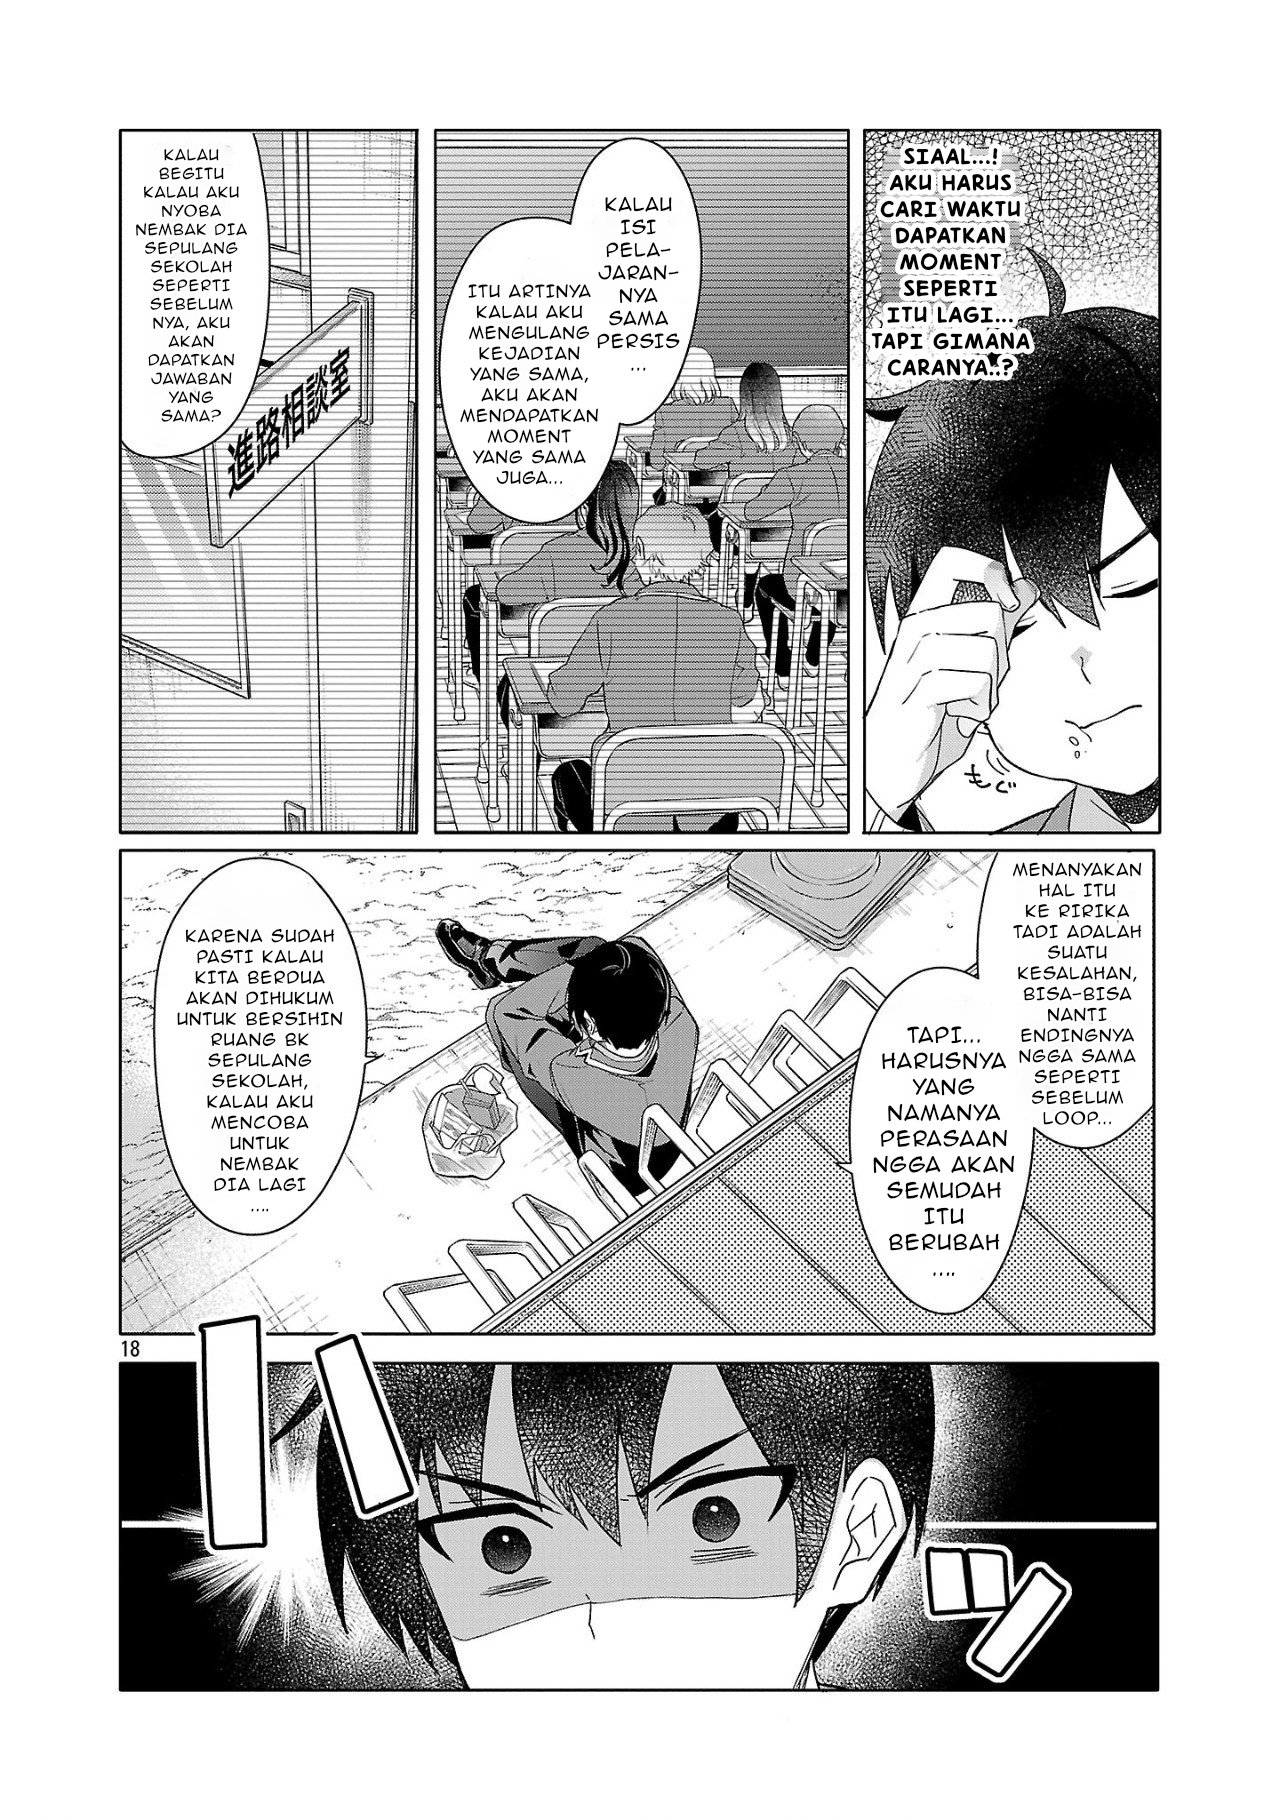 SIAAL...!
AKU HARUS
CARI WAKTU
DAPATKAN
MOMENT
SEPERTI
ITU LAGI...
TAPI GIMANA
CARANYA..?
もぐ
KALAU
ISI
PELA-
JARAN-
NYA
SAMA
PERSIS
...
ITU ARTINYA
KALAU AKU
MENGULANG
KEJADIAN
YANG SAMA,
AKU AKAN
MENDAPATKAN
MOMENT
YANG SAMA
JUGA...
KALAU
BEGITU
KALAU AKU
NYOBA
NEMBAK DIA
SEPULANG
SEKOLAH
SEPERTI
SEBELUM
NYA, AKU
AKAN
DAPATKAN
JAWABAN
YANG
SAMA?
進路相談室
MENANYAKAN
HAL ITU
KE RIRIKA
TADI ADALAH
SUATU
KESALAHAN,
BISA-BISA
NANTI
ENDINGNYA
NGGA SAMA
SEPERTI
SEBELUM
LOOP...
TAPI...
HARUSNYA
YANG
NAMANYA
PERASAAN
NGGA AKAN
SEMUDAH
ITU
BERUBAH
....
KARENA SUDAH
PASTI KALAU
KITA BERDUA
AKAN DIHUKUM
UNTUK BERSIHIN
RUANG BK
SEPULANG
SEKOLAH,
KALAU AKU
MENCOBA
UNTUK
NEMBAK
DIA LAGI
....
18